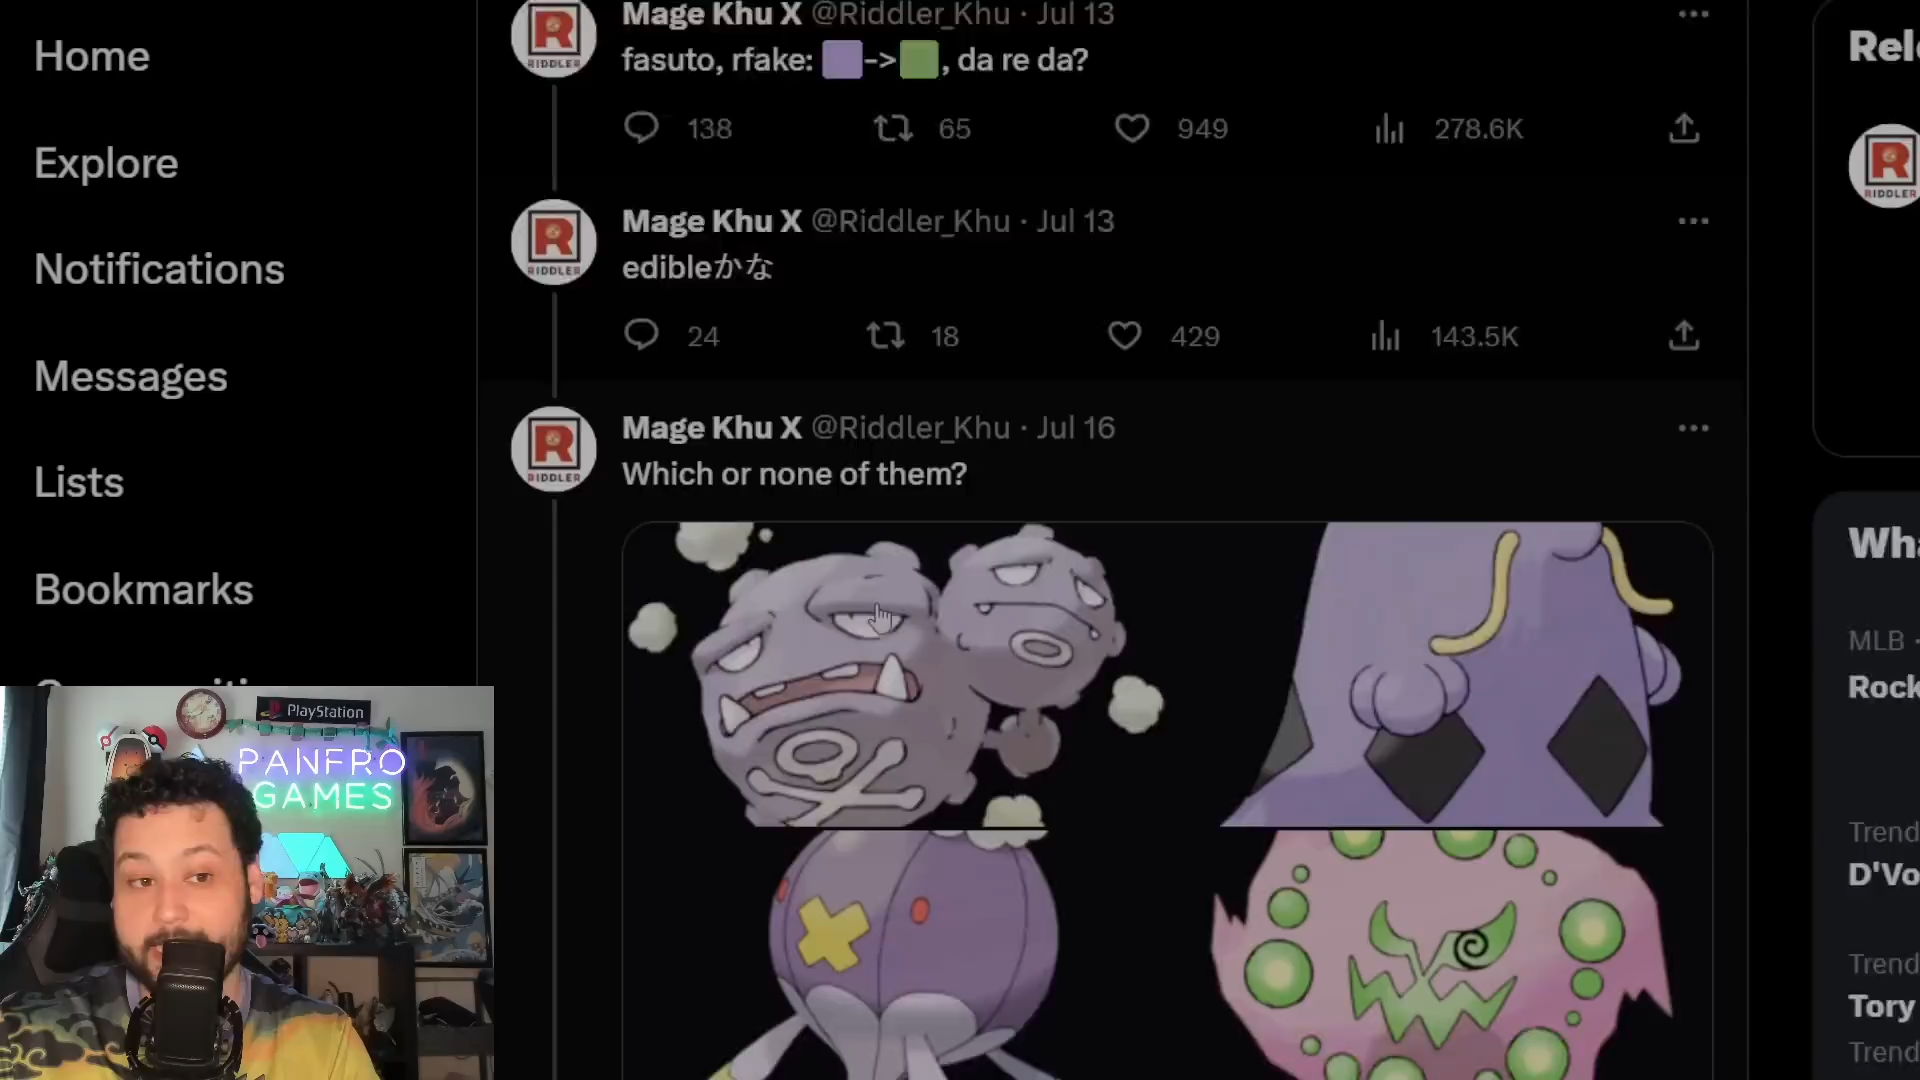 Home
Explore
Notifications
Messages
Lists
Bookmarks
Mage Khu X @Riddler_Khu · Jul 13
fasuto, rfake: 🟪->🟩, da re da?
138 65 949 278.6K
Mage Khu X @Riddler_Khu · Jul 13
edibleかな
24 18 429 143.5K
Mage Khu X @Riddler_Khu · Jul 16
Which or none of them?
R
RIDDLER
R
RIDDLER
R
RIDDLER
R
RIDDLER
MLB ·
Rock
Trend
D'Vo
Trend
Tory
Trend
PlayStation
PANFRO
GAMES